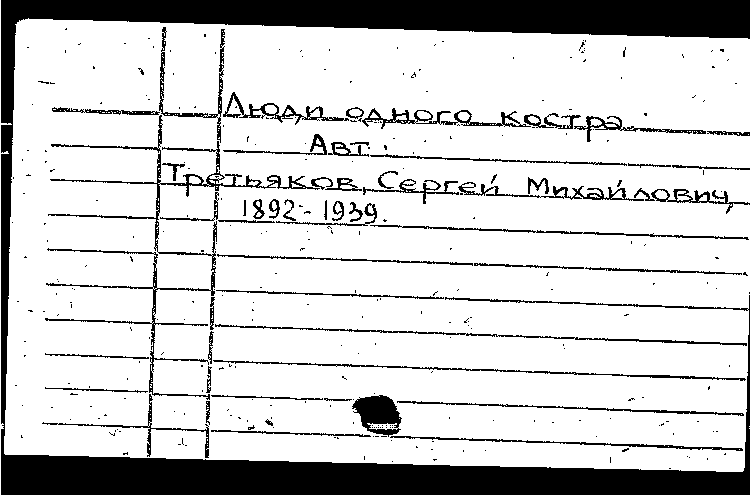 Люди одного костра.
Авт.
Третьяков, Сергей Михайлович,
1892-1939.